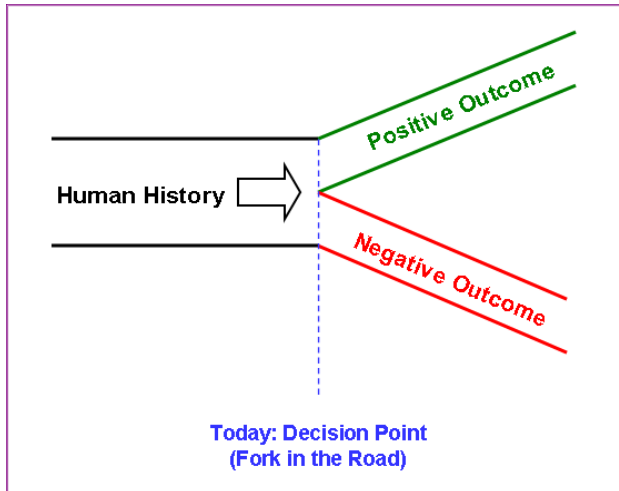 Positive Outcome
Human History
Negative Outcome
Today: Decision Point
(Fork in the Road)